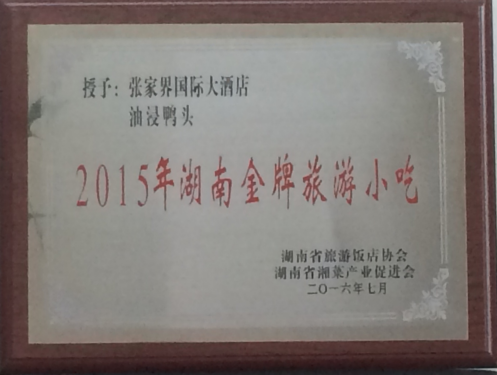 授予：张家界国际大酒店
油浸鸭头
2015年湖南金牌旅游小吃
湖南省旅游饭店协会
湖南省湘菜产业促进会
二〇一六年七月